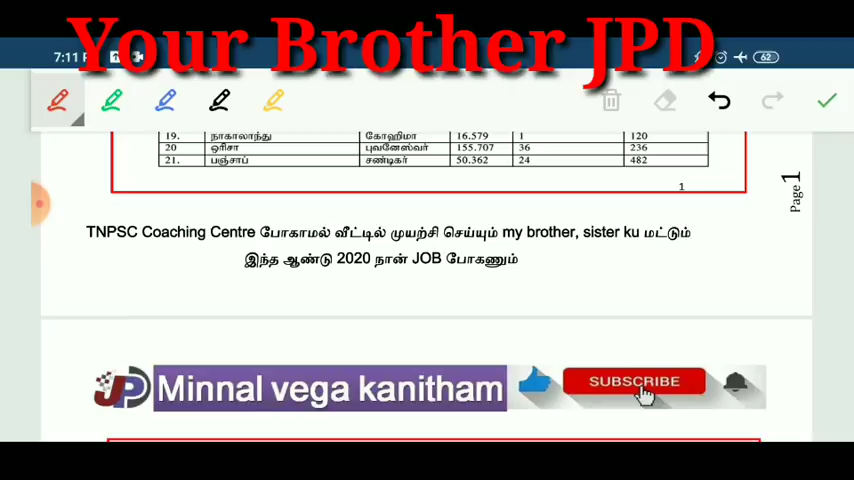 Your Brother JPD
7:11 P
62
19. நாகாலாந்து கோஹிமா 16.579 1 120
20 ஒரிசா புவனேஸ்வர் 155.707 36 236
21. பஞ்சாப் சண்டிகர் 50.362 24 482
1
Page 1
TNPSC Coaching Centre போகாமல் வீட்டில் முயற்சி செய்யும் my brother, sister ku மட்டும்
இந்த ஆண்டு 2020 நான் JOB போகணும்
JP Minnal vega kanitham SUBSCRIBE